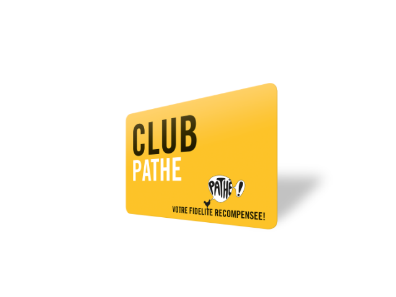 CLUB
PATHE
PATHE!
VOTRE FIDELITE RECOMPENSEE!